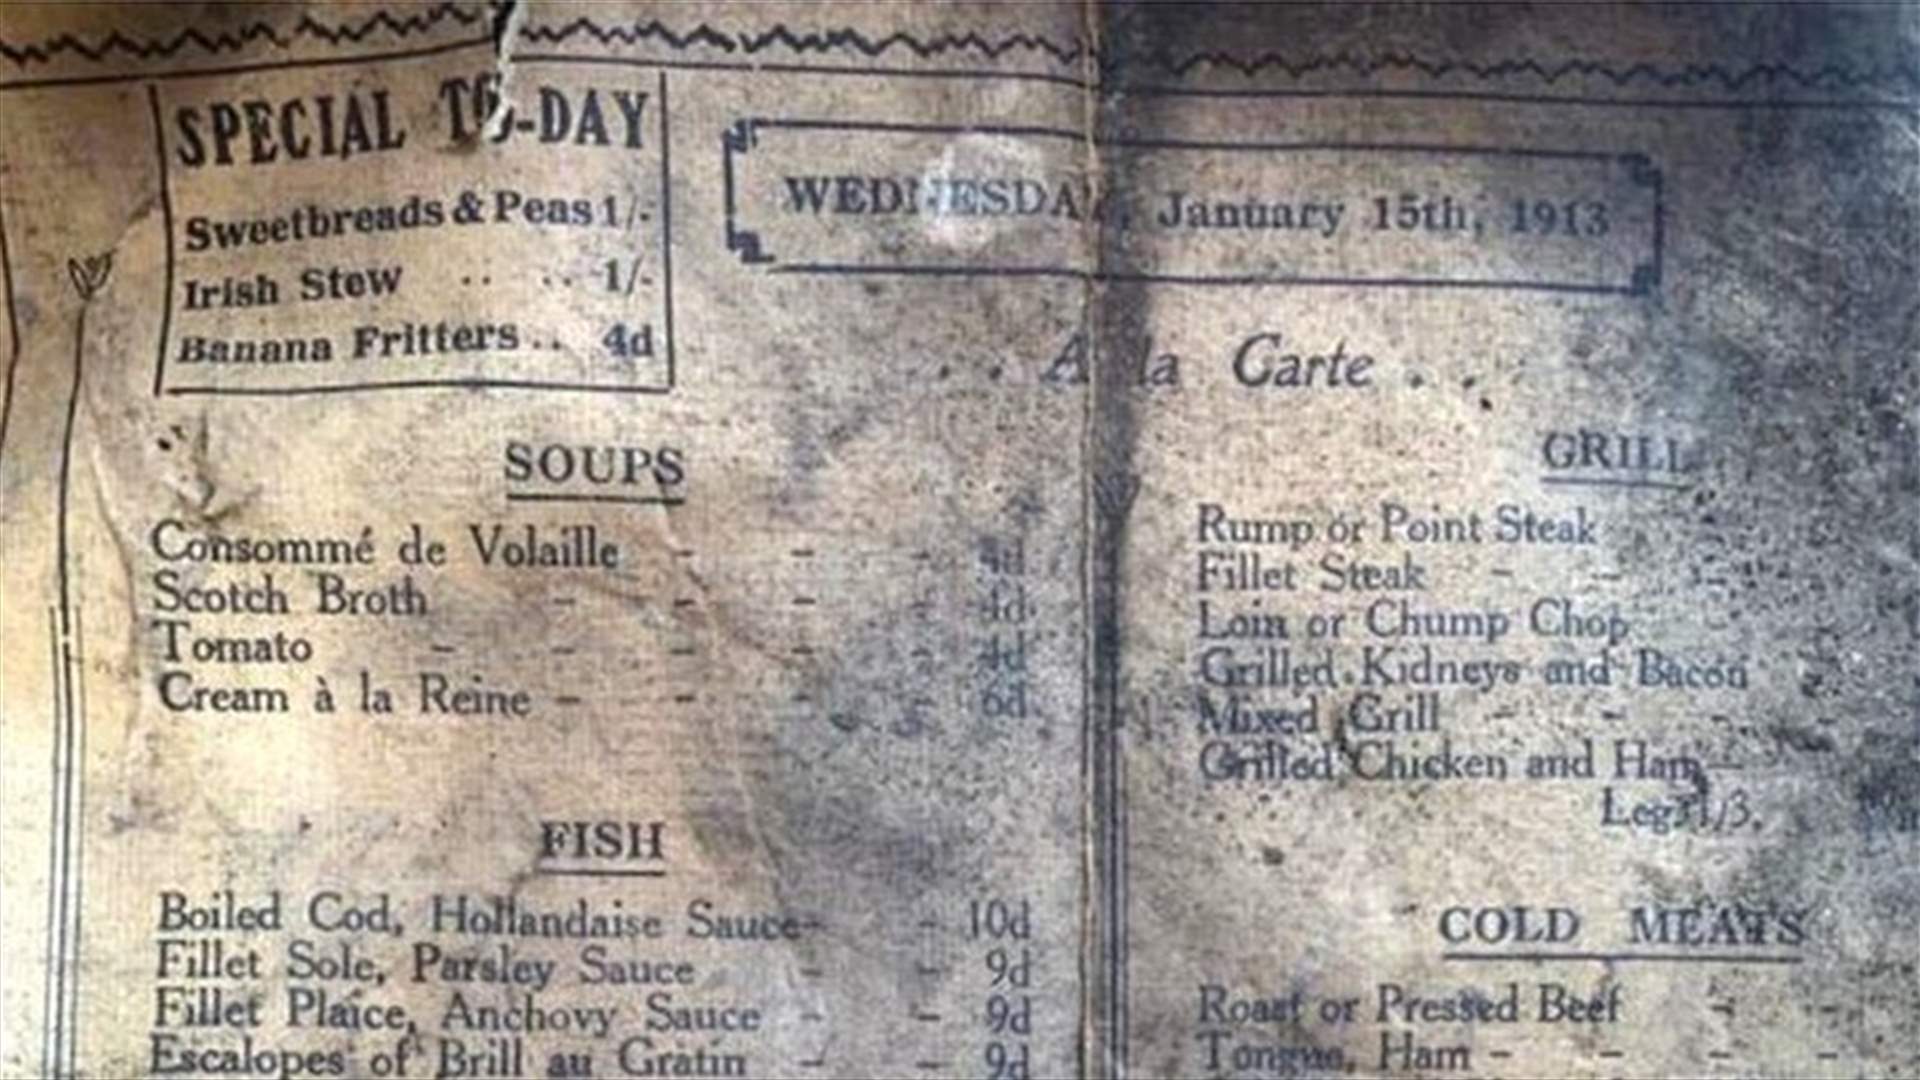 SPECIAL TO-DAY
Sweetbreads & Peas 1/-
Irish Stew .. .. 1/-
Banana Fritters .. 4d
WEDNESDAY, January 15th, 1913
. . A la Carte . .
SOUPS
Consommé de Volaille - - - 4d
Scotch Broth - - - - 4d
Tomato - - - - - 4d
Cream à la Reine - - - - 6d
FISH
Boiled Cod, Hollandaise Sauce - - 10d
Fillet Sole, Parsley Sauce - - 9d
Fillet Plaice, Anchovy Sauce - - 9d
Escalopes of Brill au Gratin - - 9d
GRILL
Rump or Point Steak
Fillet Steak - - -
Loin or Chump Chop
Grilled Kidneys and Bacon
Mixed Grill - - - -
Grilled Chicken and Ham—
Leg 1/3.
COLD MEATS
Roast or Pressed Beef - -
Tongue, Ham - - - -